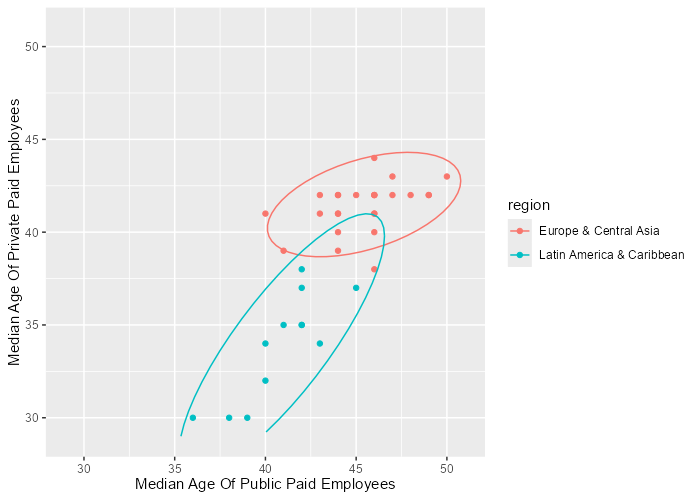 50
45
40
35
30
30
35
40
45
50
Median Age Of Public Paid Employees
Median Age Of Private Paid Employees
region
Europe & Central Asia
Latin America & Caribbean